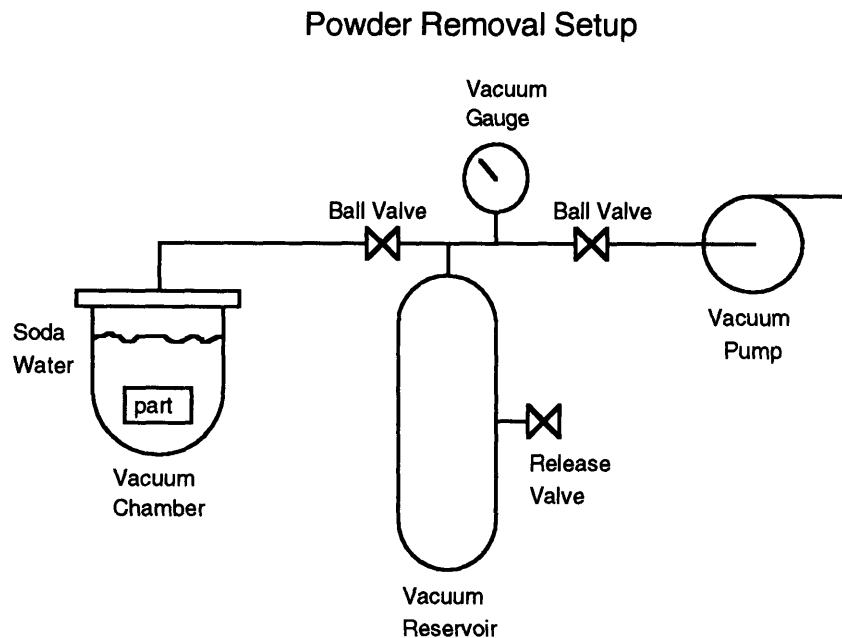 Powder Removal Setup
Vacuum
Gauge
Ball Valve
Ball Valve
Soda
Water
part
Vacuum
Pump
Vacuum
Chamber
Release
Valve
Vacuum
Reservoir